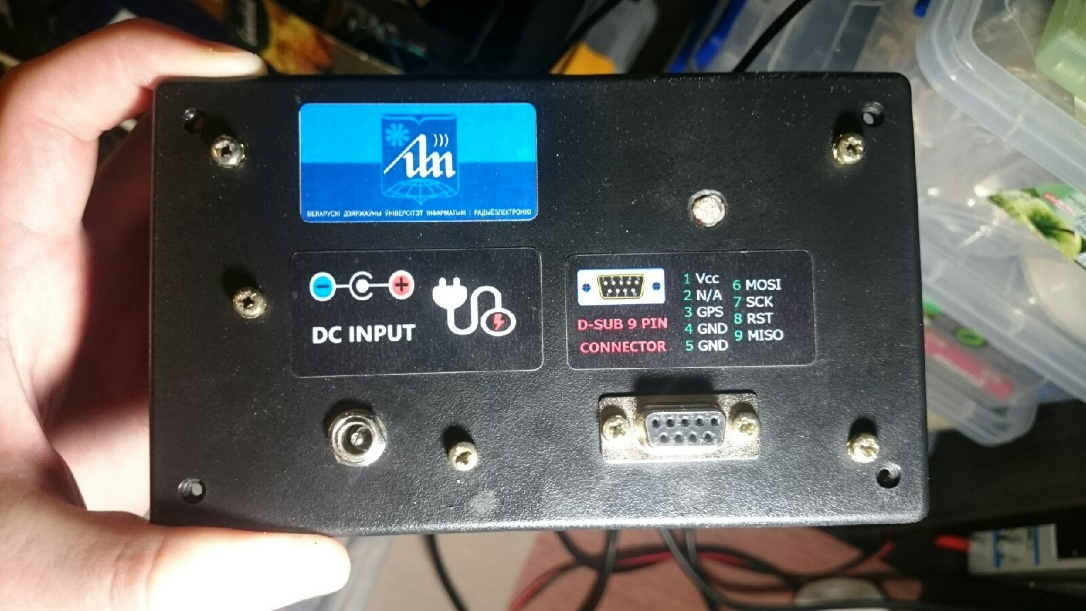 БЕЛАРУСКІ ДЗЯРЖАЎНЫ ЎНІВЕРСІТЭТ ІНФАРМАТЫКІ І РАДЫЁЭЛЕКТРОНІКІ
DC INPUT
D-SUB 9 PIN
CONNECTOR
1 Vcc
2 N/A
3 GPS
4 GND
5 GND
6 MOSI
7 SCK
8 RST
9 MISO